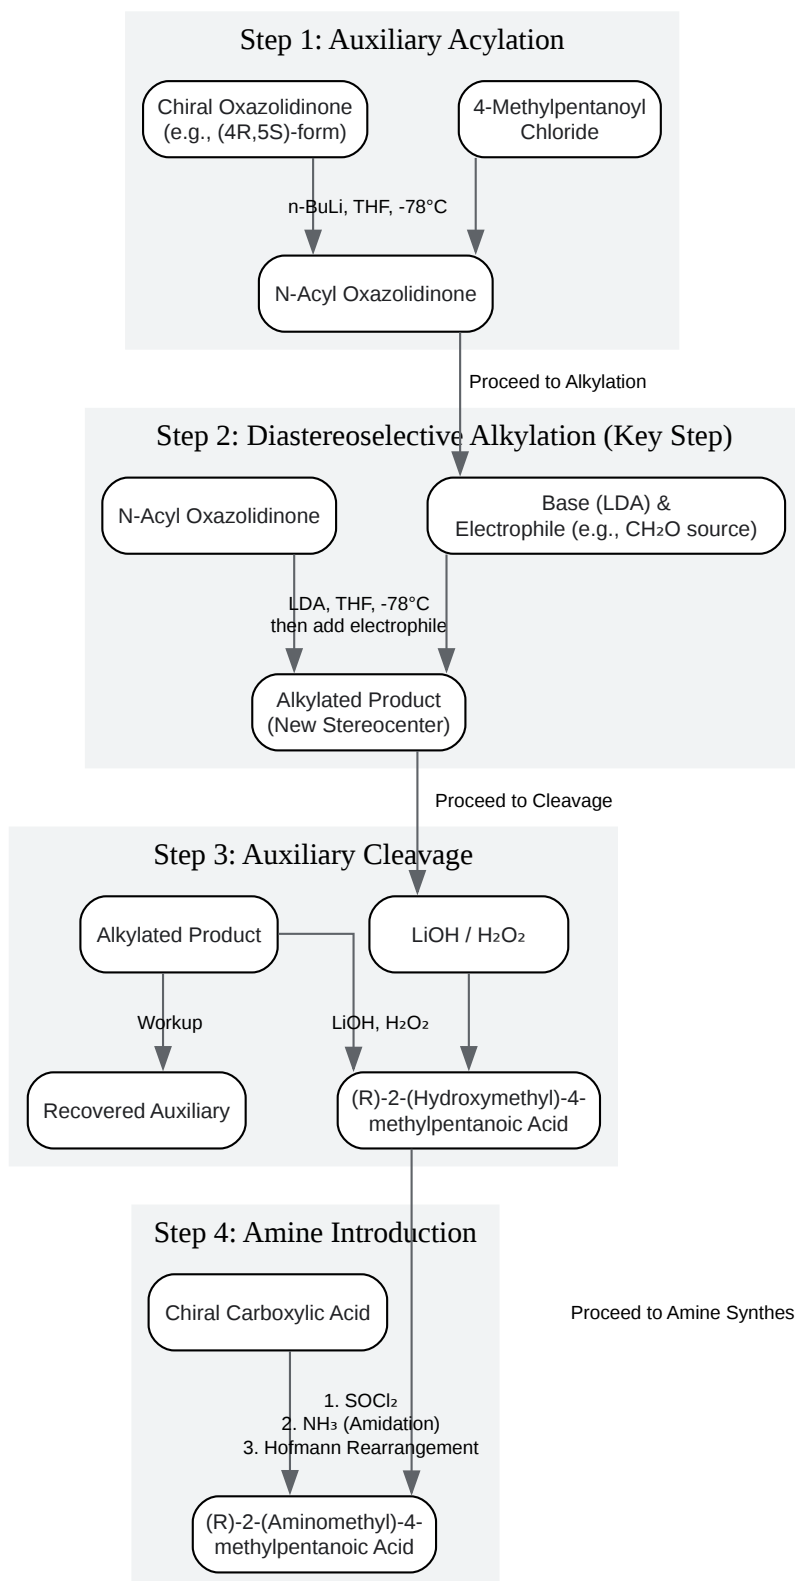 Step 1: Auxiliary Acylation
Chiral Oxazolidinone
(e.g., (4R,5S)-form)
4-Methylpentanoyl
Chloride
n-BuLi, THF, -78°C
N-Acyl Oxazolidinone
Proceed to Alkylation
Step 2: Diastereoselective Alkylation (Key Step)
N-Acyl Oxazolidinone
Base (LDA) &
Electrophile (e.g., CH₂O source)
LDA, THF, -78°C
then add electrophile
Alkylated Product
(New Stereocenter)
Proceed to Cleavage
Step 3: Auxiliary Cleavage
Alkylated Product
LiOH / H₂O₂
Workup
LiOH, H₂O₂
Recovered Auxiliary
(R)-2-(Hydroxymethyl)-4-
methylpentanoic Acid
Step 4: Amine Introduction
Chiral Carboxylic Acid
Proceed to Amine Synthes
1. SOCl₂
2. NH₃ (Amidation)
3. Hofmann Rearrangement
(R)-2-(Aminomethyl)-4-
methylpentanoic Acid